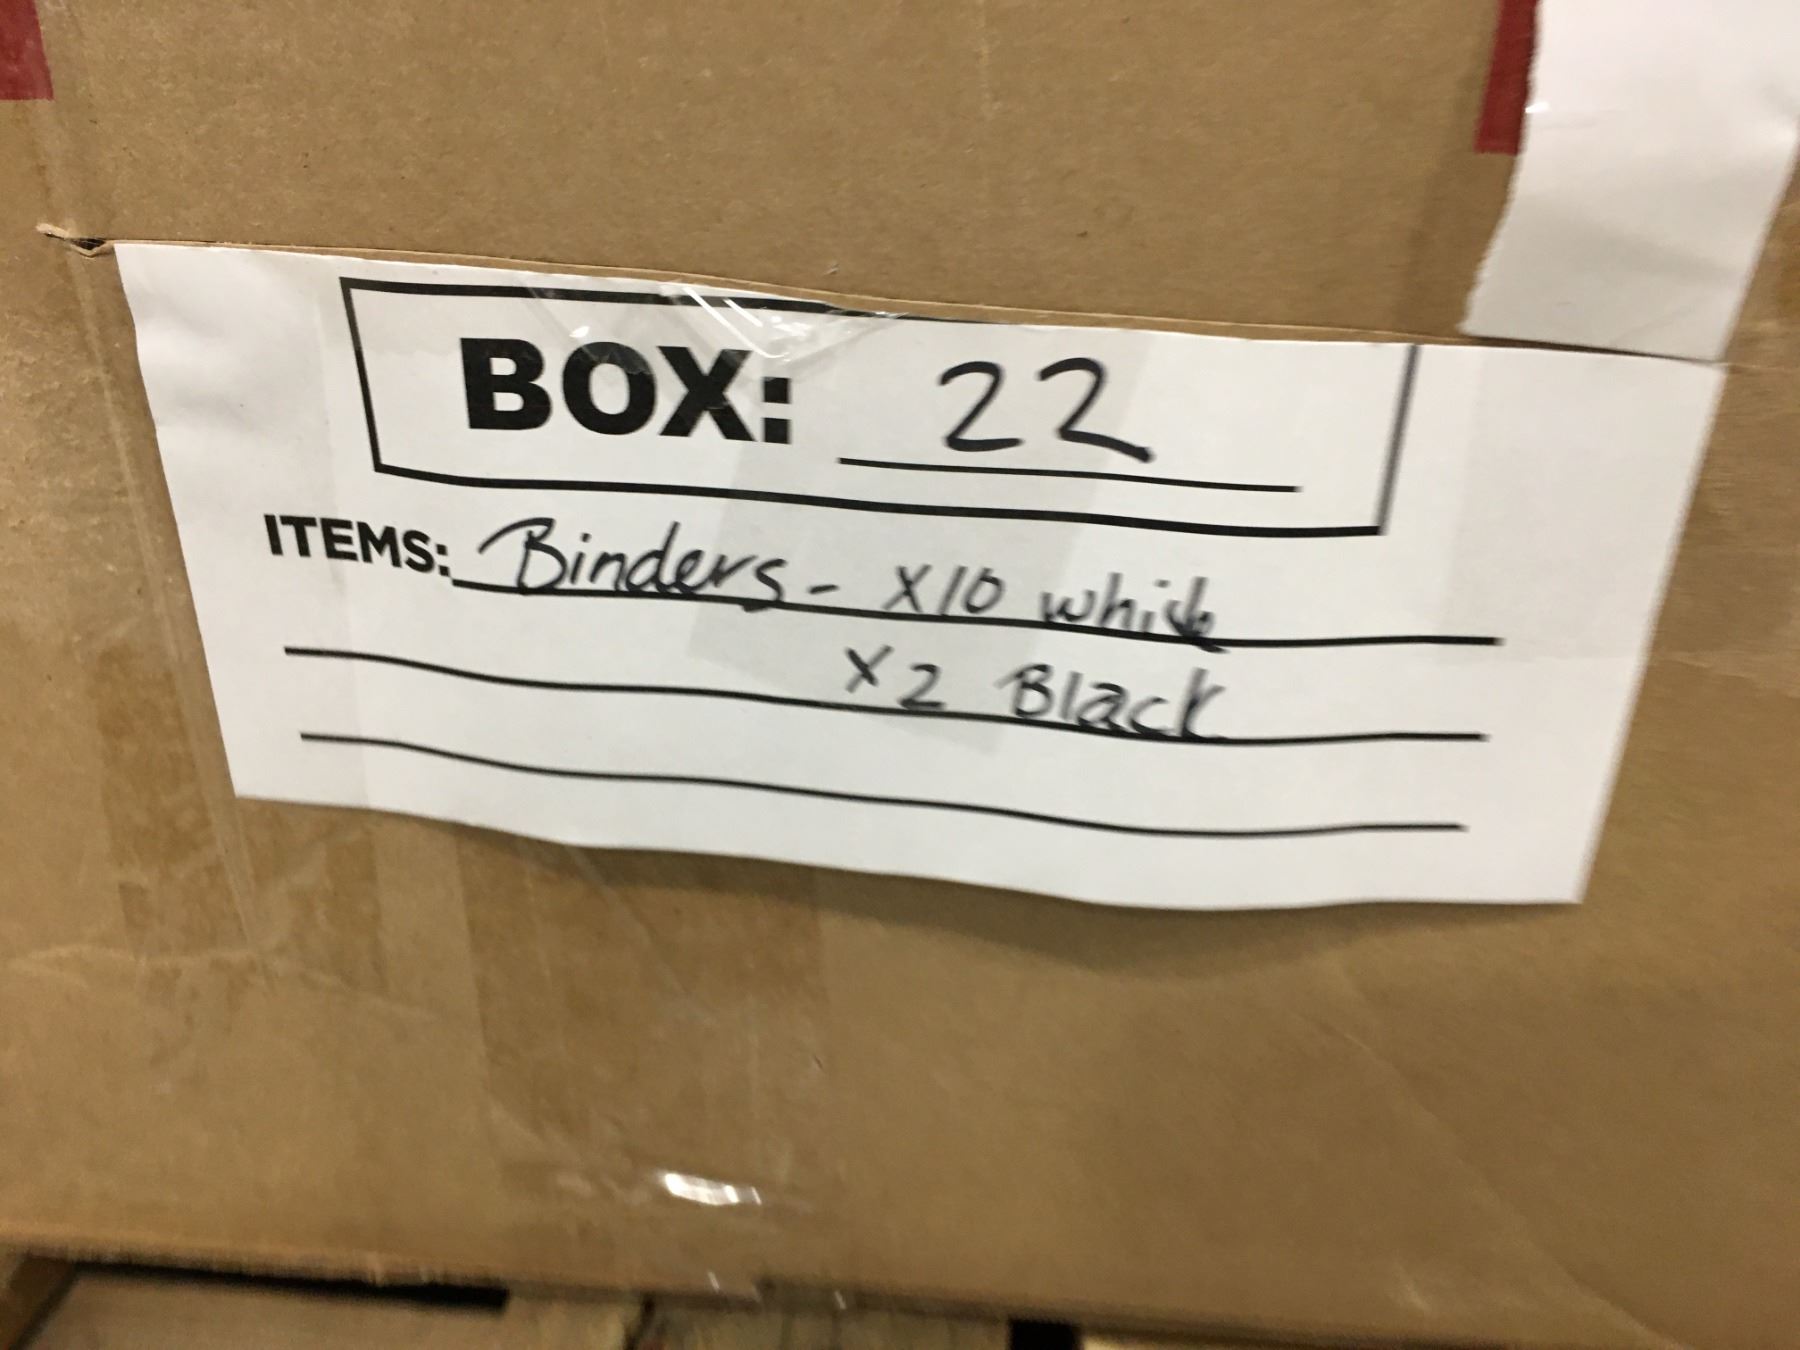 BOX: 22
ITEMS: Binders - X10 white
X2 Black